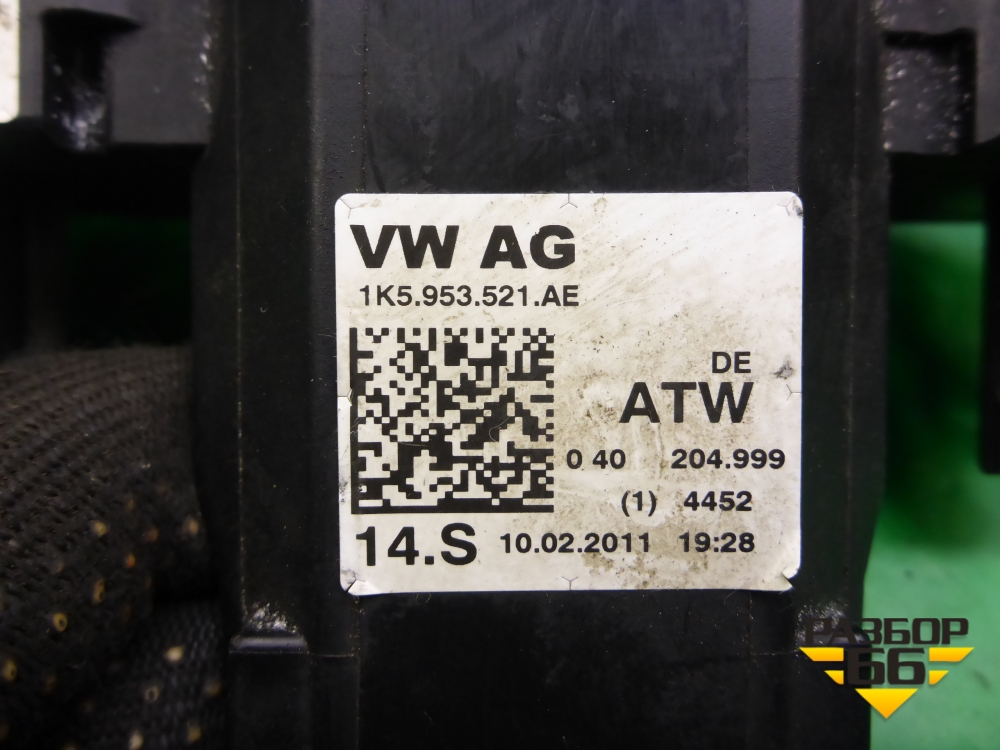 VW AG
1K5.953.521.AE
DE
ATW
0 40 204.999
(1) 4452
14.S 10.02.2011 19:28
РАЗБОР
66